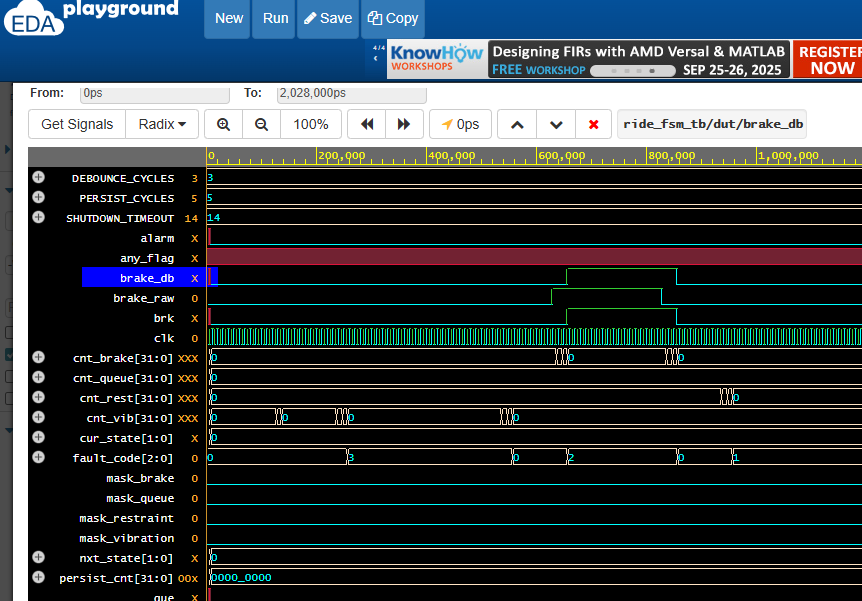 EDA playground
New Run Save Copy
4/4 KnowHow WORKSHOPS Designing FIRs with AMD Versal & MATLAB REGISTER
FREE WORKSHOP SEP 25-26, 2025 NOW
From: 0ps To: 2,028,000ps
Get Signals Radix 100% 0ps ride_fsm_tb/dut/brake_db
0 200,000 400,000 600,000 800,000 1,000,000
DEBOUNCE_CYCLES 3 3
PERSIST_CYCLES 5 5
SHUTDOWN_TIMEOUT 14 14
alarm X
any_flag X
brake_db X
brake_raw 0
brk X
clk 0
cnt_brake[31:0] XXX 0 0 0
cnt_queue[31:0] XXX 0
cnt_rest[31:0] XXX 0 0
cnt_vib[31:0] XXX 0 0 0 0
cur_state[1:0] X 0
fault_code[2:0] 0 0 3 0 2 0 1
mask_brake 0
mask_queue 0
mask_restraint 0
mask_vibration 0
nxt_state[1:0] X 0
persist_cnt[31:0] 00X 0000_0000
que X